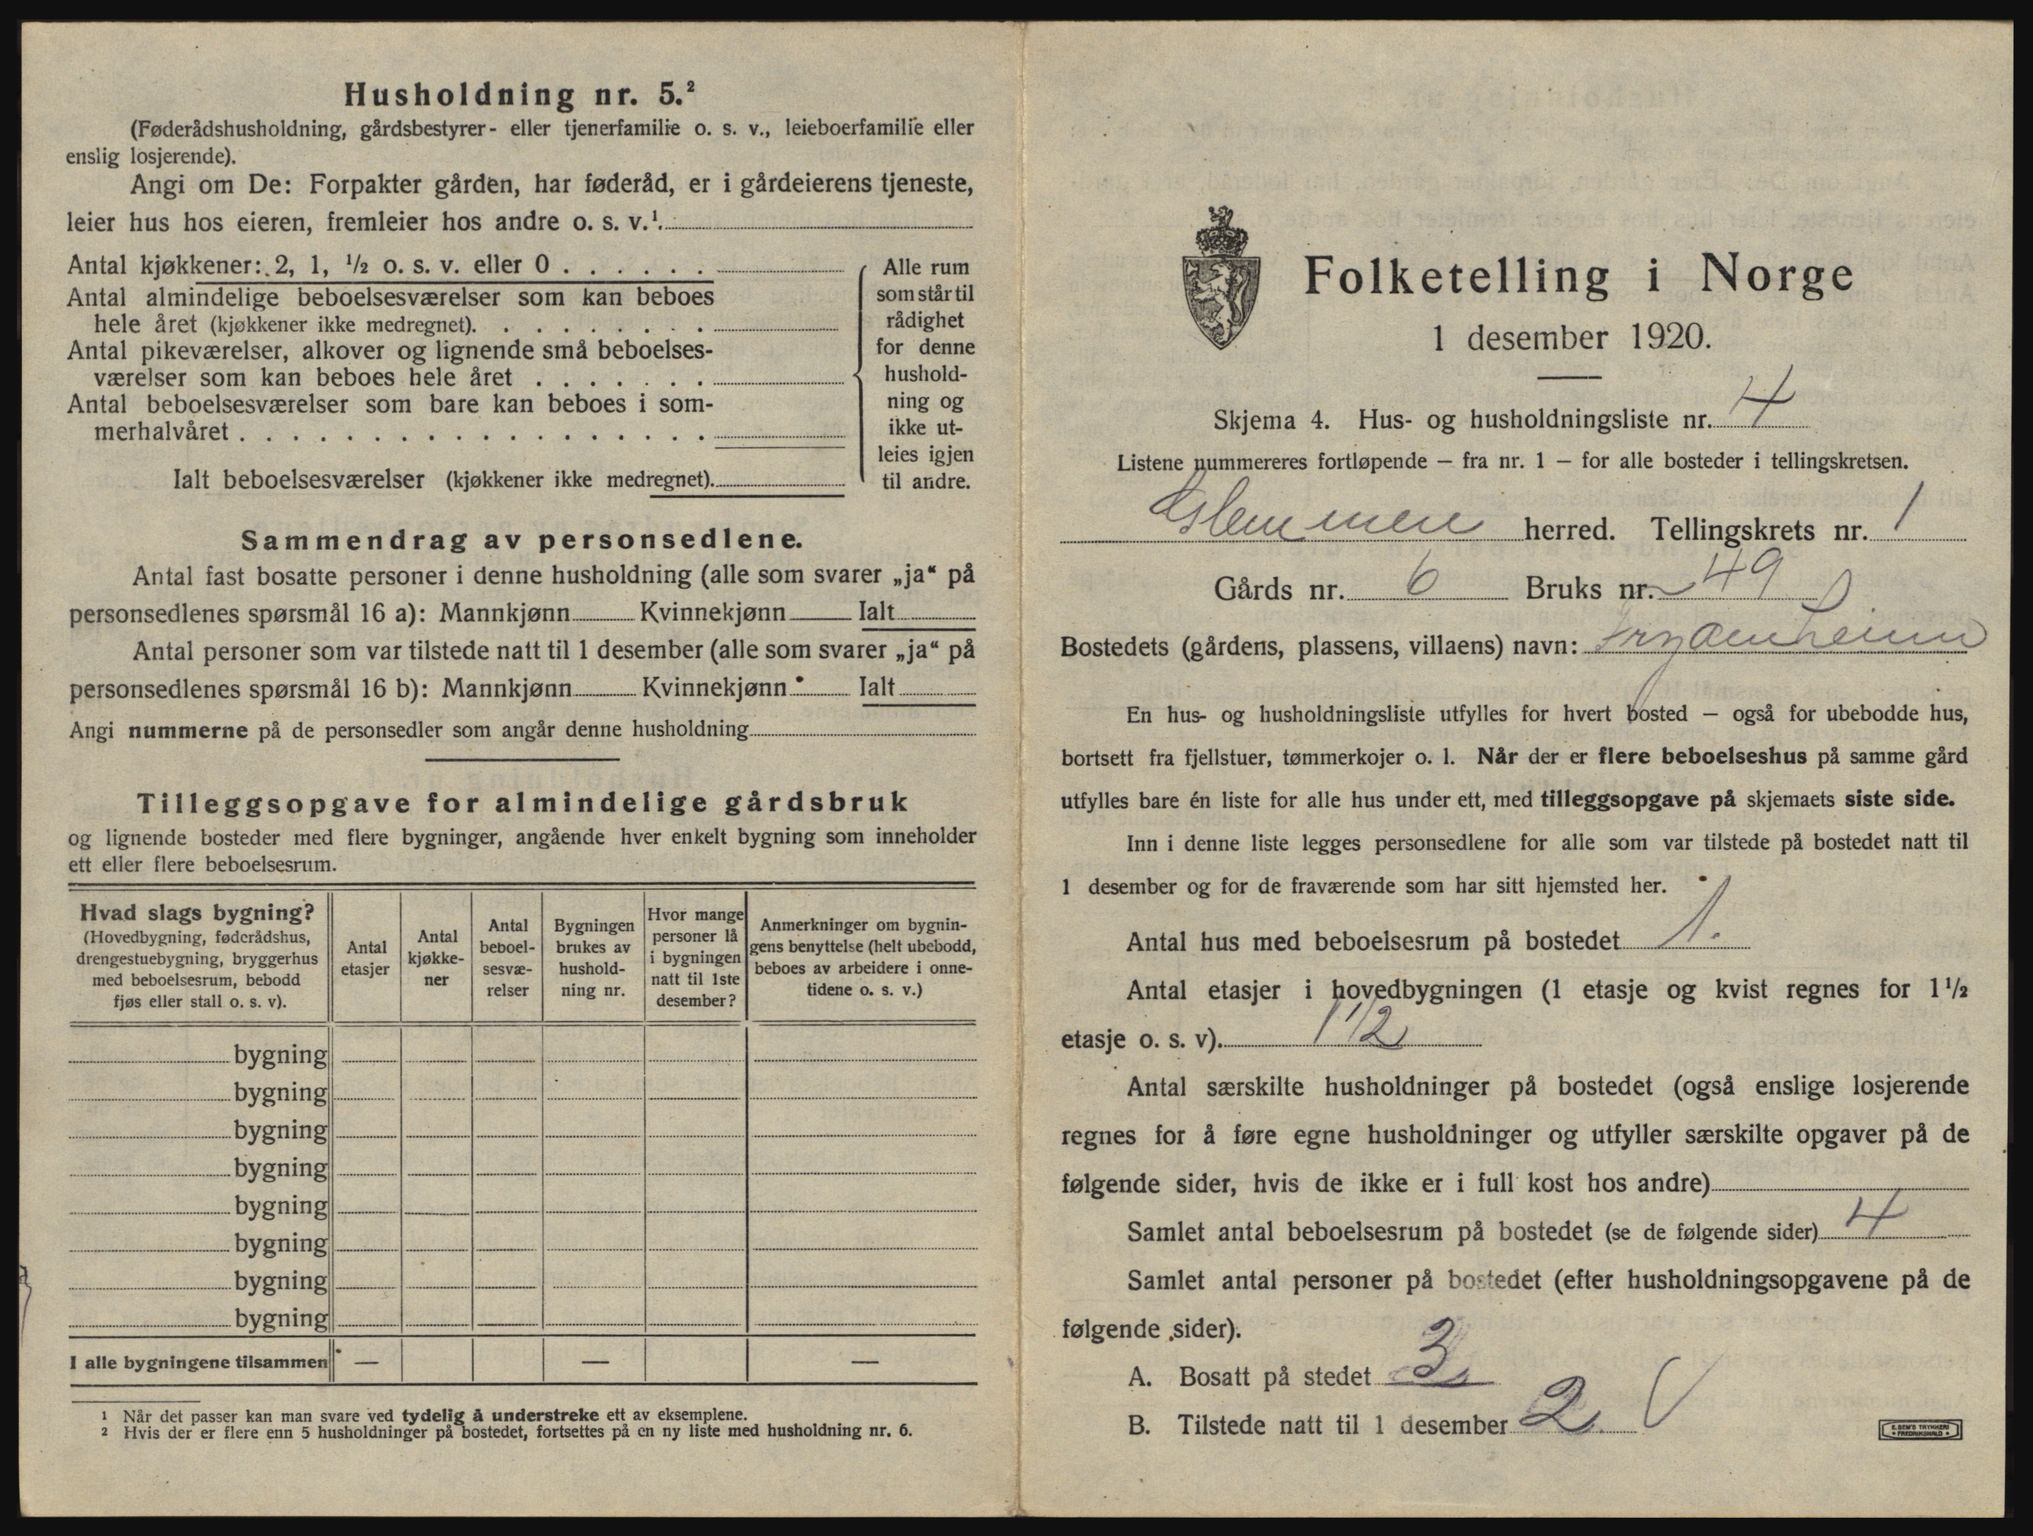 Husholdning nr. 5.²
(Føderådshusholdning, gårdsbestyrer- eller tjenerfamilie o. s. v., leieboerfamilie eller
enslig losjerende).
Angi om De: Forpakter gården, har føderåd, er i gårdeierens tjeneste,
leier hus hos eieren, fremleier hos andre o. s. v.¹.
Antal kjøkkener: 2, 1, ½ o. s. v. eller 0 . . . . . .
Antal almindelige beboelsesværelser som kan beboes
hele året (kjøkkener ikke medregnet). . . . . . . . .
Antal pikeværelser, alkover og lignende små beboelses-
værelser som kan beboes hele året . . . . . . .
Antal beboelsesværelser som bare kan beboes i som-
merhalvåret . . . . . . . . . . . . . . . . . .
Ialt beboelsesværelser (kjøkkener ikke medregnet).
Alle rum
som står til
rådighet
for denne
hushold-
ning og
ikke ut-
leies igjen
til andre.
Sammendrag av personsedlene.
Antal fast bosatte personer i denne husholdning (alle som svarer „ja“ på
personsedlenes spørsmål 16 a): Mannkjønn Kvinnekjønn Ialt
Antal personer som var tilstede natt til 1 desember (alle som svarer „ja“ på
personsedlenes spørsmål 16 b): Mannkjønn Kvinnekjønn Ialt
Angi nummerne på de personsedler som angår denne husholdning
Tilleggsopgave for almindelige gårdsbruk
og lignende bosteder med flere bygninger, angående hver enkelt bygning som inneholder
ett eller flere beboelsesrum.
Hvad slags bygning?
(Hovedbygning, føderådshus,
drengestuebygning, bryggerhus
med beboelsesrum, bebodd
fjøs eller stall o. s. v).
Antal
etasjer
Antal
kjøkke-
ner
Antal
beboel-
sesvæ-
relser
Bygningen
brukes av
hushold-
ning nr.
Hvor mange
personer lå
i bygningen
natt til 1ste
desember?
Anmerkninger om bygnin-
gens benyttelse (helt ubebodd,
beboes av arbeidere i onne-
tidene o. s. v.)
bygning
bygning
bygning
bygning
bygning
bygning
bygning
bygning
I alle bygningene tilsammen — — —
¹ Når det passer kan man svare ved tydelig å understreke ett av eksemplene.
² Hvis der er flere enn 5 husholdninger på bostedet, fortsettes på en ny liste med husholdning nr. 6.
Folketelling i Norge
1 desember 1920.
Skjema 4. Hus- og husholdningsliste nr. 4
Listene nummereres fortløpende — fra nr. 1 — for alle bosteder i tellingskretsen.
Glemmen herred. Tellingskrets nr. 1
Gårds nr. 6 Bruks nr. 49
Bostedets (gårdens, plassens, villaens) navn: Frydenheim
En hus- og husholdningsliste utfylles for hvert bosted — også for ubebodde hus,
bortsett fra fjellstuer, tømmerkojer o. l. Når der er flere beboelseshus på samme gård
utfylles bare én liste for alle hus under ett, med tilleggsopgave på skjemaets siste side.
Inn i denne liste legges personsedlene for alle som var tilstede på bostedet natt til
1 desember og for de fraværende som har sitt hjemsted her.
Antal hus med beboelsesrum på bostedet 1.
Antal etasjer i hovedbygningen (1 etasje og kvist regnes for 1½
etasje o. s. v). 1 1/2
Antal særskilte husholdninger på bostedet (også enslige losjerende
regnes for å føre egne husholdninger og utfyller særskilte opgaver på de
følgende sider, hvis de ikke er i full kost hos andre)
Samlet antal beboelsesrum på bostedet (se de følgende sider) 4
Samlet antal personer på bostedet (efter husholdningsopgavene på de
følgende sider).
A. Bosatt på stedet 3
B. Tilstede natt til 1 desember 2.
E. SEM'S TRYKKERI
FREDRIKSHALD